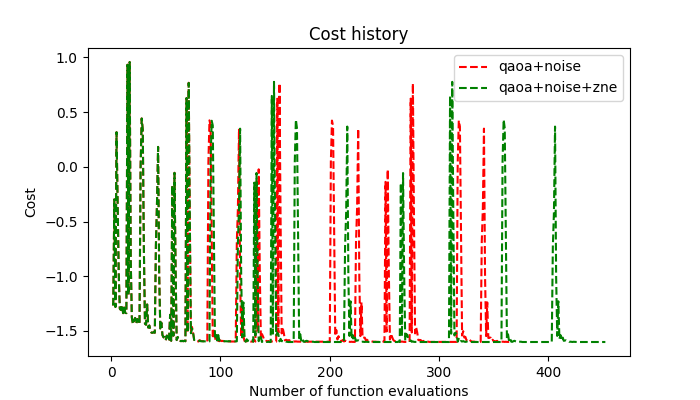 Cost history
qaoa+noise
qaoa+noise+zne
1.0
0.5
0.0
−0.5
−1.0
−1.5
Cost
0 100 200 300 400
Number of function evaluations